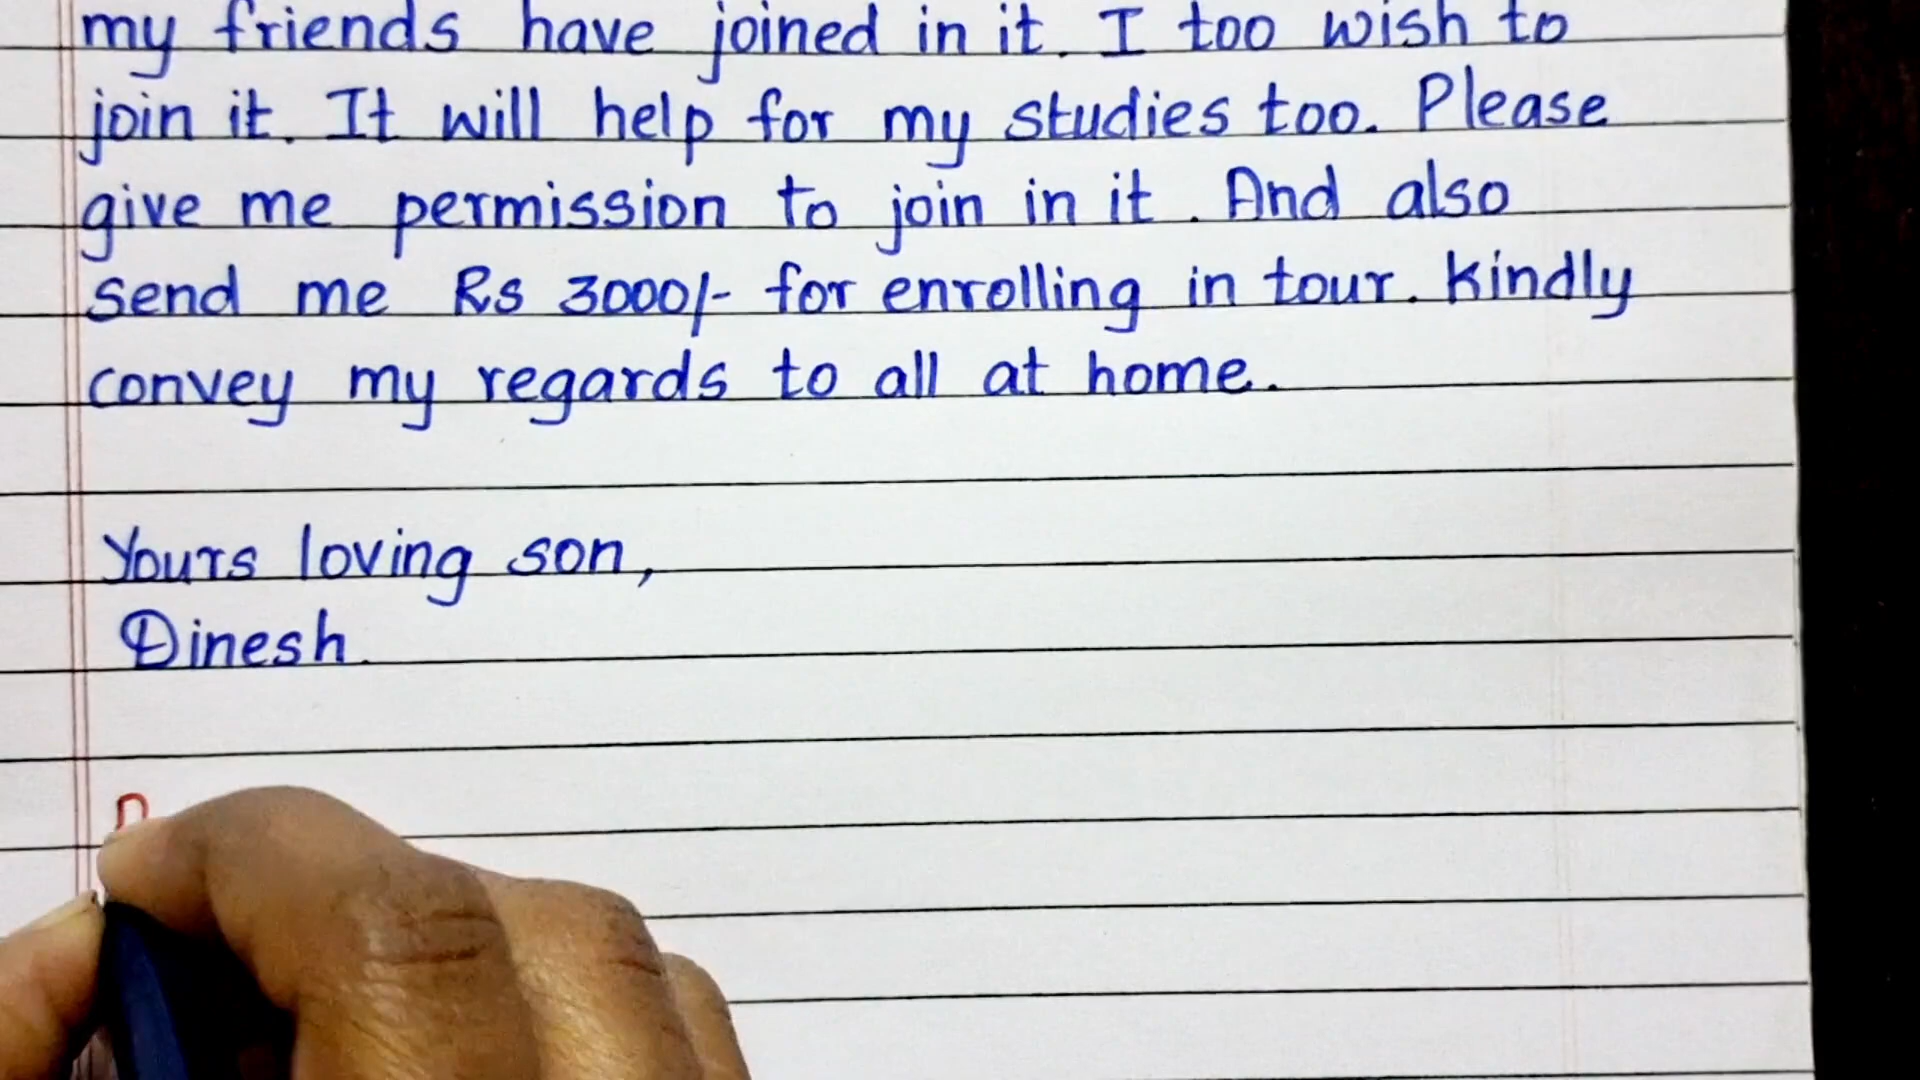 my friends have joined in it. I too wish to
join it. It will help for my studies too. Please
give me permission to join in it. And also
send me Rs 3000/- for enrolling in tour. Kindly
convey my regards to all at home.
Yours loving son,
Dinesh.